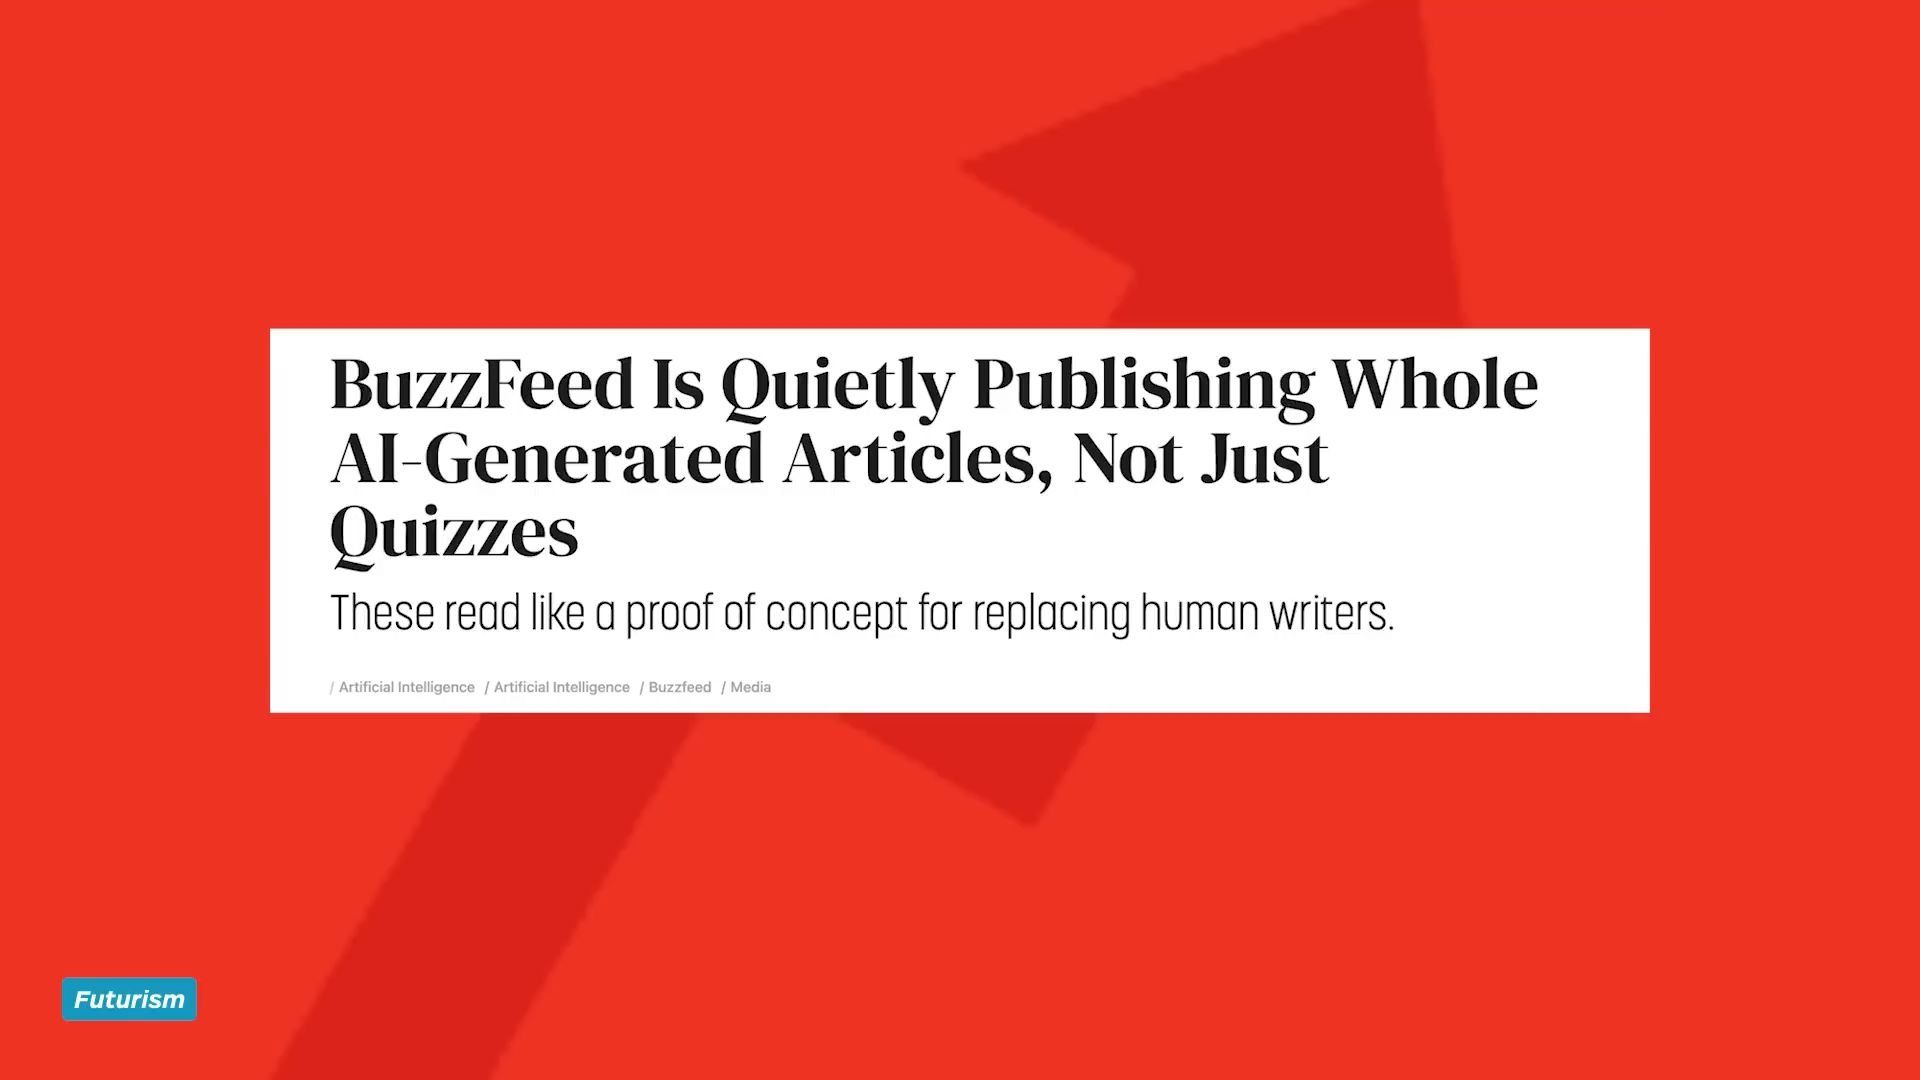 BuzzFeed Is Quietly Publishing Whole
AI-Generated Articles, Not Just
Quizzes
These read like a proof of concept for replacing human writers.
/ Artificial Intelligence / Artificial Intelligence / Buzzfeed / Media
Futurism